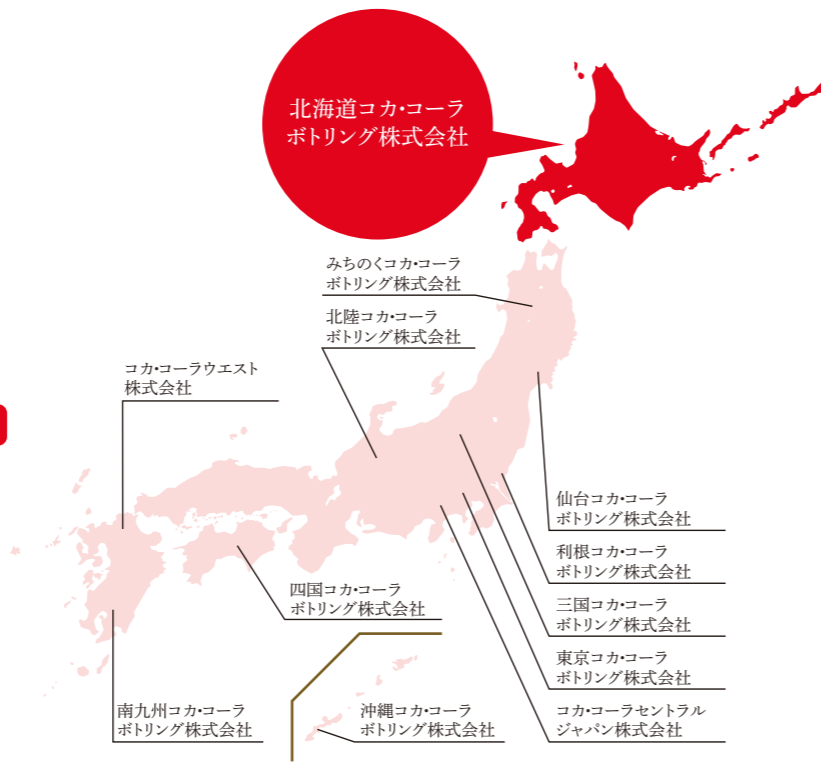 北海道コカ・コーラ
ボトリング株式会社
みちのくコカ・コーラ
ボトリング株式会社
北陸コカ・コーラ
ボトリング株式会社
コカ・コーラウエスト
株式会社
仙台コカ・コーラ
ボトリング株式会社
利根コカ・コーラ
ボトリング株式会社
四国コカ・コーラ
ボトリング株式会社
三国コカ・コーラ
ボトリング株式会社
東京コカ・コーラ
ボトリング株式会社
南九州コカ・コーラ
ボトリング株式会社
沖縄コカ・コーラ
ボトリング株式会社
コカ・コーラセントラル
ジャパン株式会社